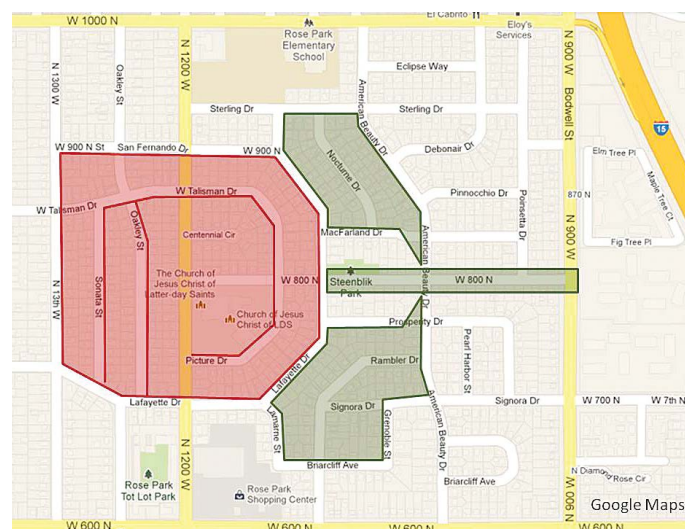 W 1000 N
El Cabrito
Rose Park
Elementary
School
Eloy's
Services
N 1300 W
Oakley St
N 1200 W
Eclipse Way
American Beauty Dr
N 900 W
Bodwell St
15
Sterling Dr
Sterling Dr
W 900 N St
San Fernando Dr
W 900 N
Debonair Dr
Elm Tree Pl
Nocturne Dr
Maple Tree Ct
W Talisman Dr
Pinnocchio Dr
870 N
W Talisman Dr
Poinsetta Dr
Oakley St
Centennial Cir
MacFarland Dr
American Beauty Dr
N 900 W
Fig Tree Pl
The Church of
Jesus Christ of
Latter-day Saints
Sonata St
N 13th W
W 800 N
Steenblik
Park
W 800 N
Church of Jesus
Christ of LDS
Prosperity Dr
Picture Dr
Lafayette Dr
Rambler Dr
Pearl Harbor St
Lafayette Dr
Signora Dr
Signora Dr
W 700 N
W 7th N
Lamarne St
Grenoble St
American Beauty Dr
N 1200 W
Briarcliff Ave
Briarcliff Ave
N Diamo
Rose Cir
Rose Park
Tot Lot Park
Rose Park
Shopping Center
N 900 W
Google Maps
W 600 N
W 600 N
W 600 N